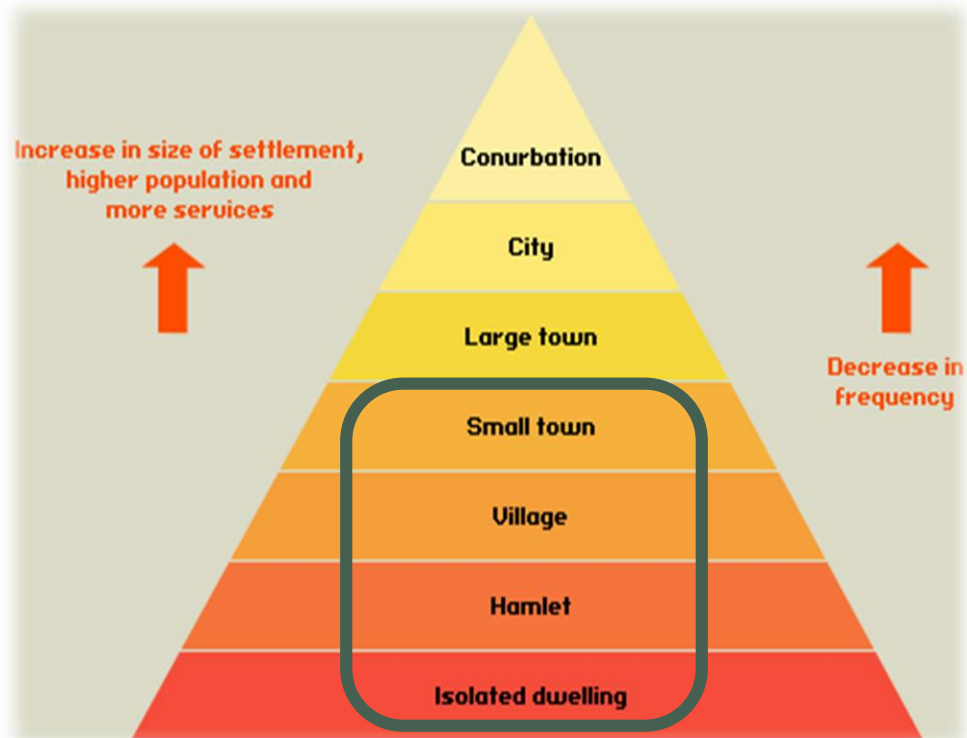 Increase in size of settlement,
higher population and
more services
Conurbation
City
Large town
Decrease in
frequency
Small town
Village
Hamlet
Isolated dwelling